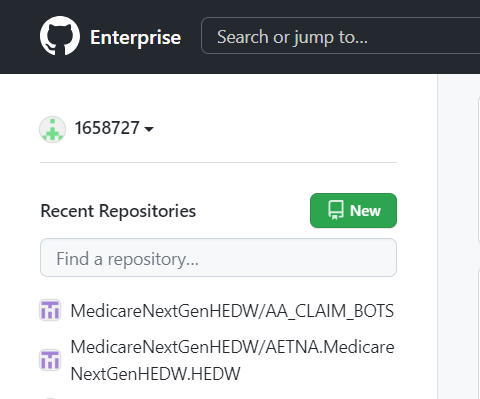 Enterprise
Search or jump to...
1658727
Recent Repositories
New
Find a repository...
MedicareNextGenHEDW/AA_CLAIM_BOTS
MedicareNextGenHEDW/AETNA.Medicare
NextGenHEDW.HEDW